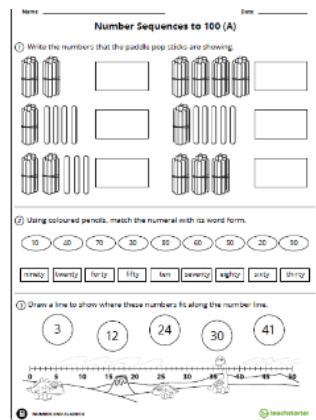 Name Date
Number Sequences to 100 (A)
1 Write the numbers that the paddle pop sticks are showing.
2 Using coloured pencils, match the numeral with its word form.
10 40 70 30 80 60 50 20 90
ninety twenty forty fifty ten seventy eighty sixty thirty
3 Draw a line to show where these numbers fit along the number line.
3 12 24 30 41
0 5 10 15 20 25 30 35 40 45 50
NUMBER AND ALGEBRA
teachstarter